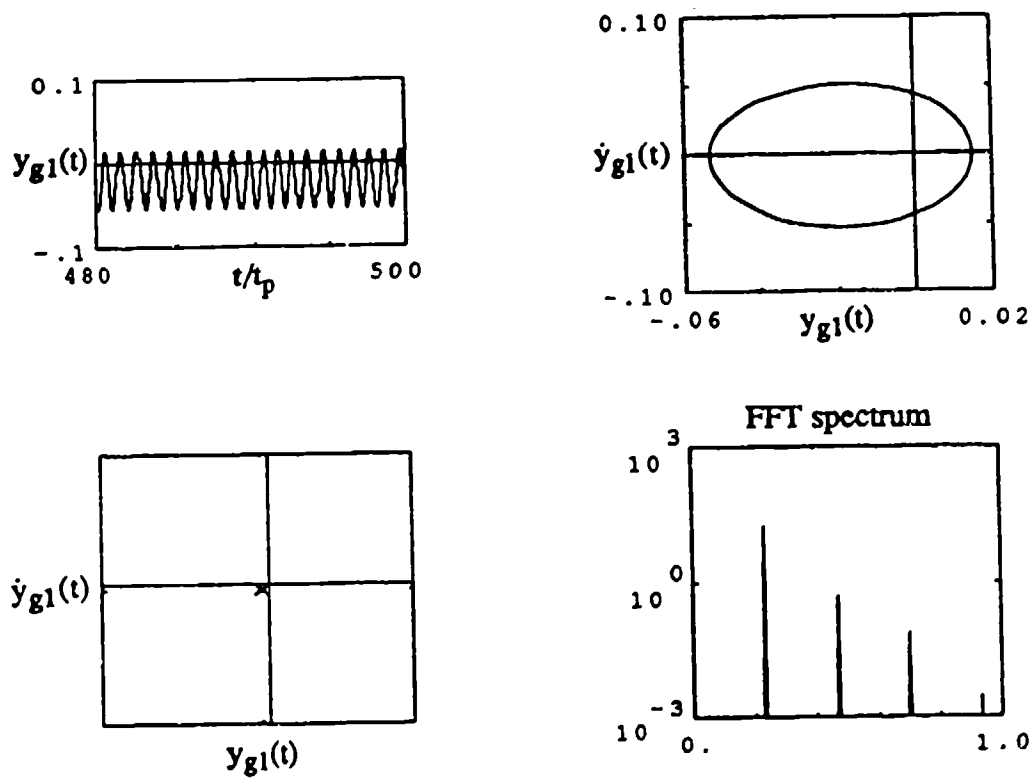 0.1
y_g1(t)
-.1
480
t/t_p
500
0.10
ẏ_g1(t)
-.10
-.06
y_g1(t)
0.02
ẏ_g1(t)
y_g1(t)
FFT spectrum
10^3
10^0
10^-3
0.
1.0